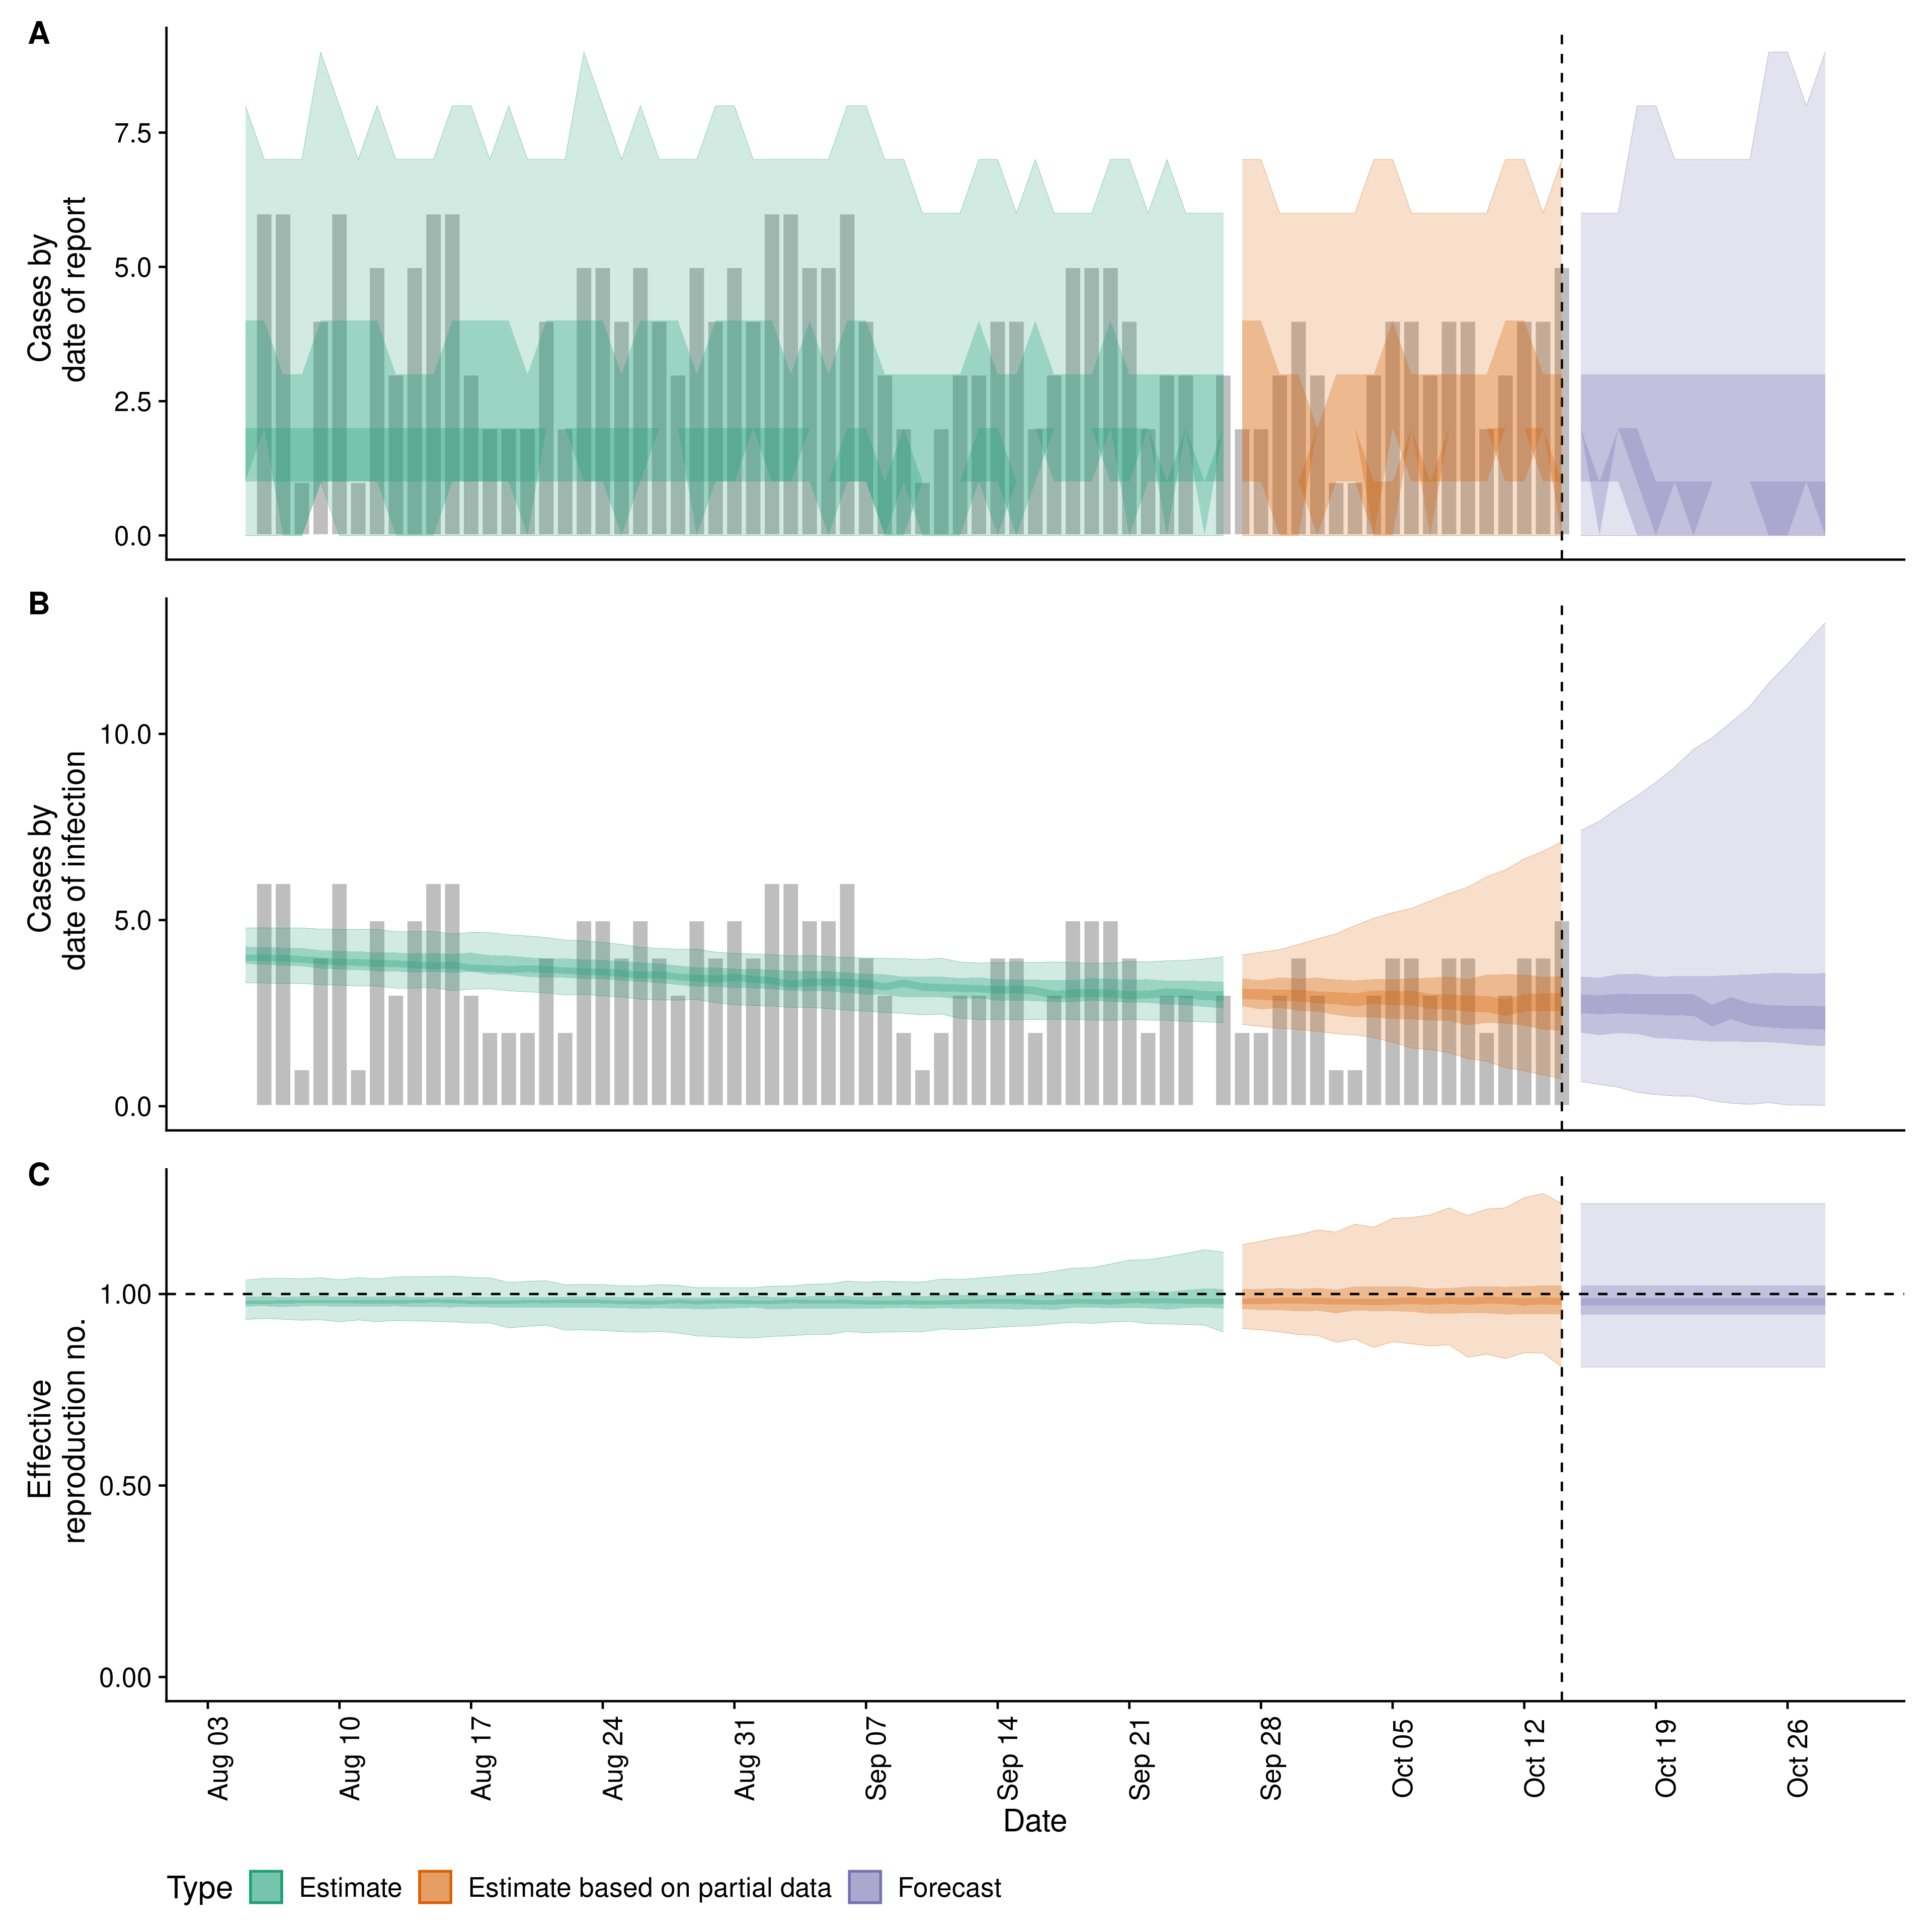 A
Cases by
date of report
7.5
5.0
2.5
0.0
B
Cases by
date of infection
10.0
5.0
0.0
C
Effective
reproduction no.
1.00
0.50
0.00
Aug 03
Aug 10
Aug 17
Aug 24
Aug 31
Sep 07
Sep 14
Sep 21
Sep 28
Oct 05
Oct 12
Oct 19
Oct 26
Date
Type Estimate Estimate based on partial data Forecast